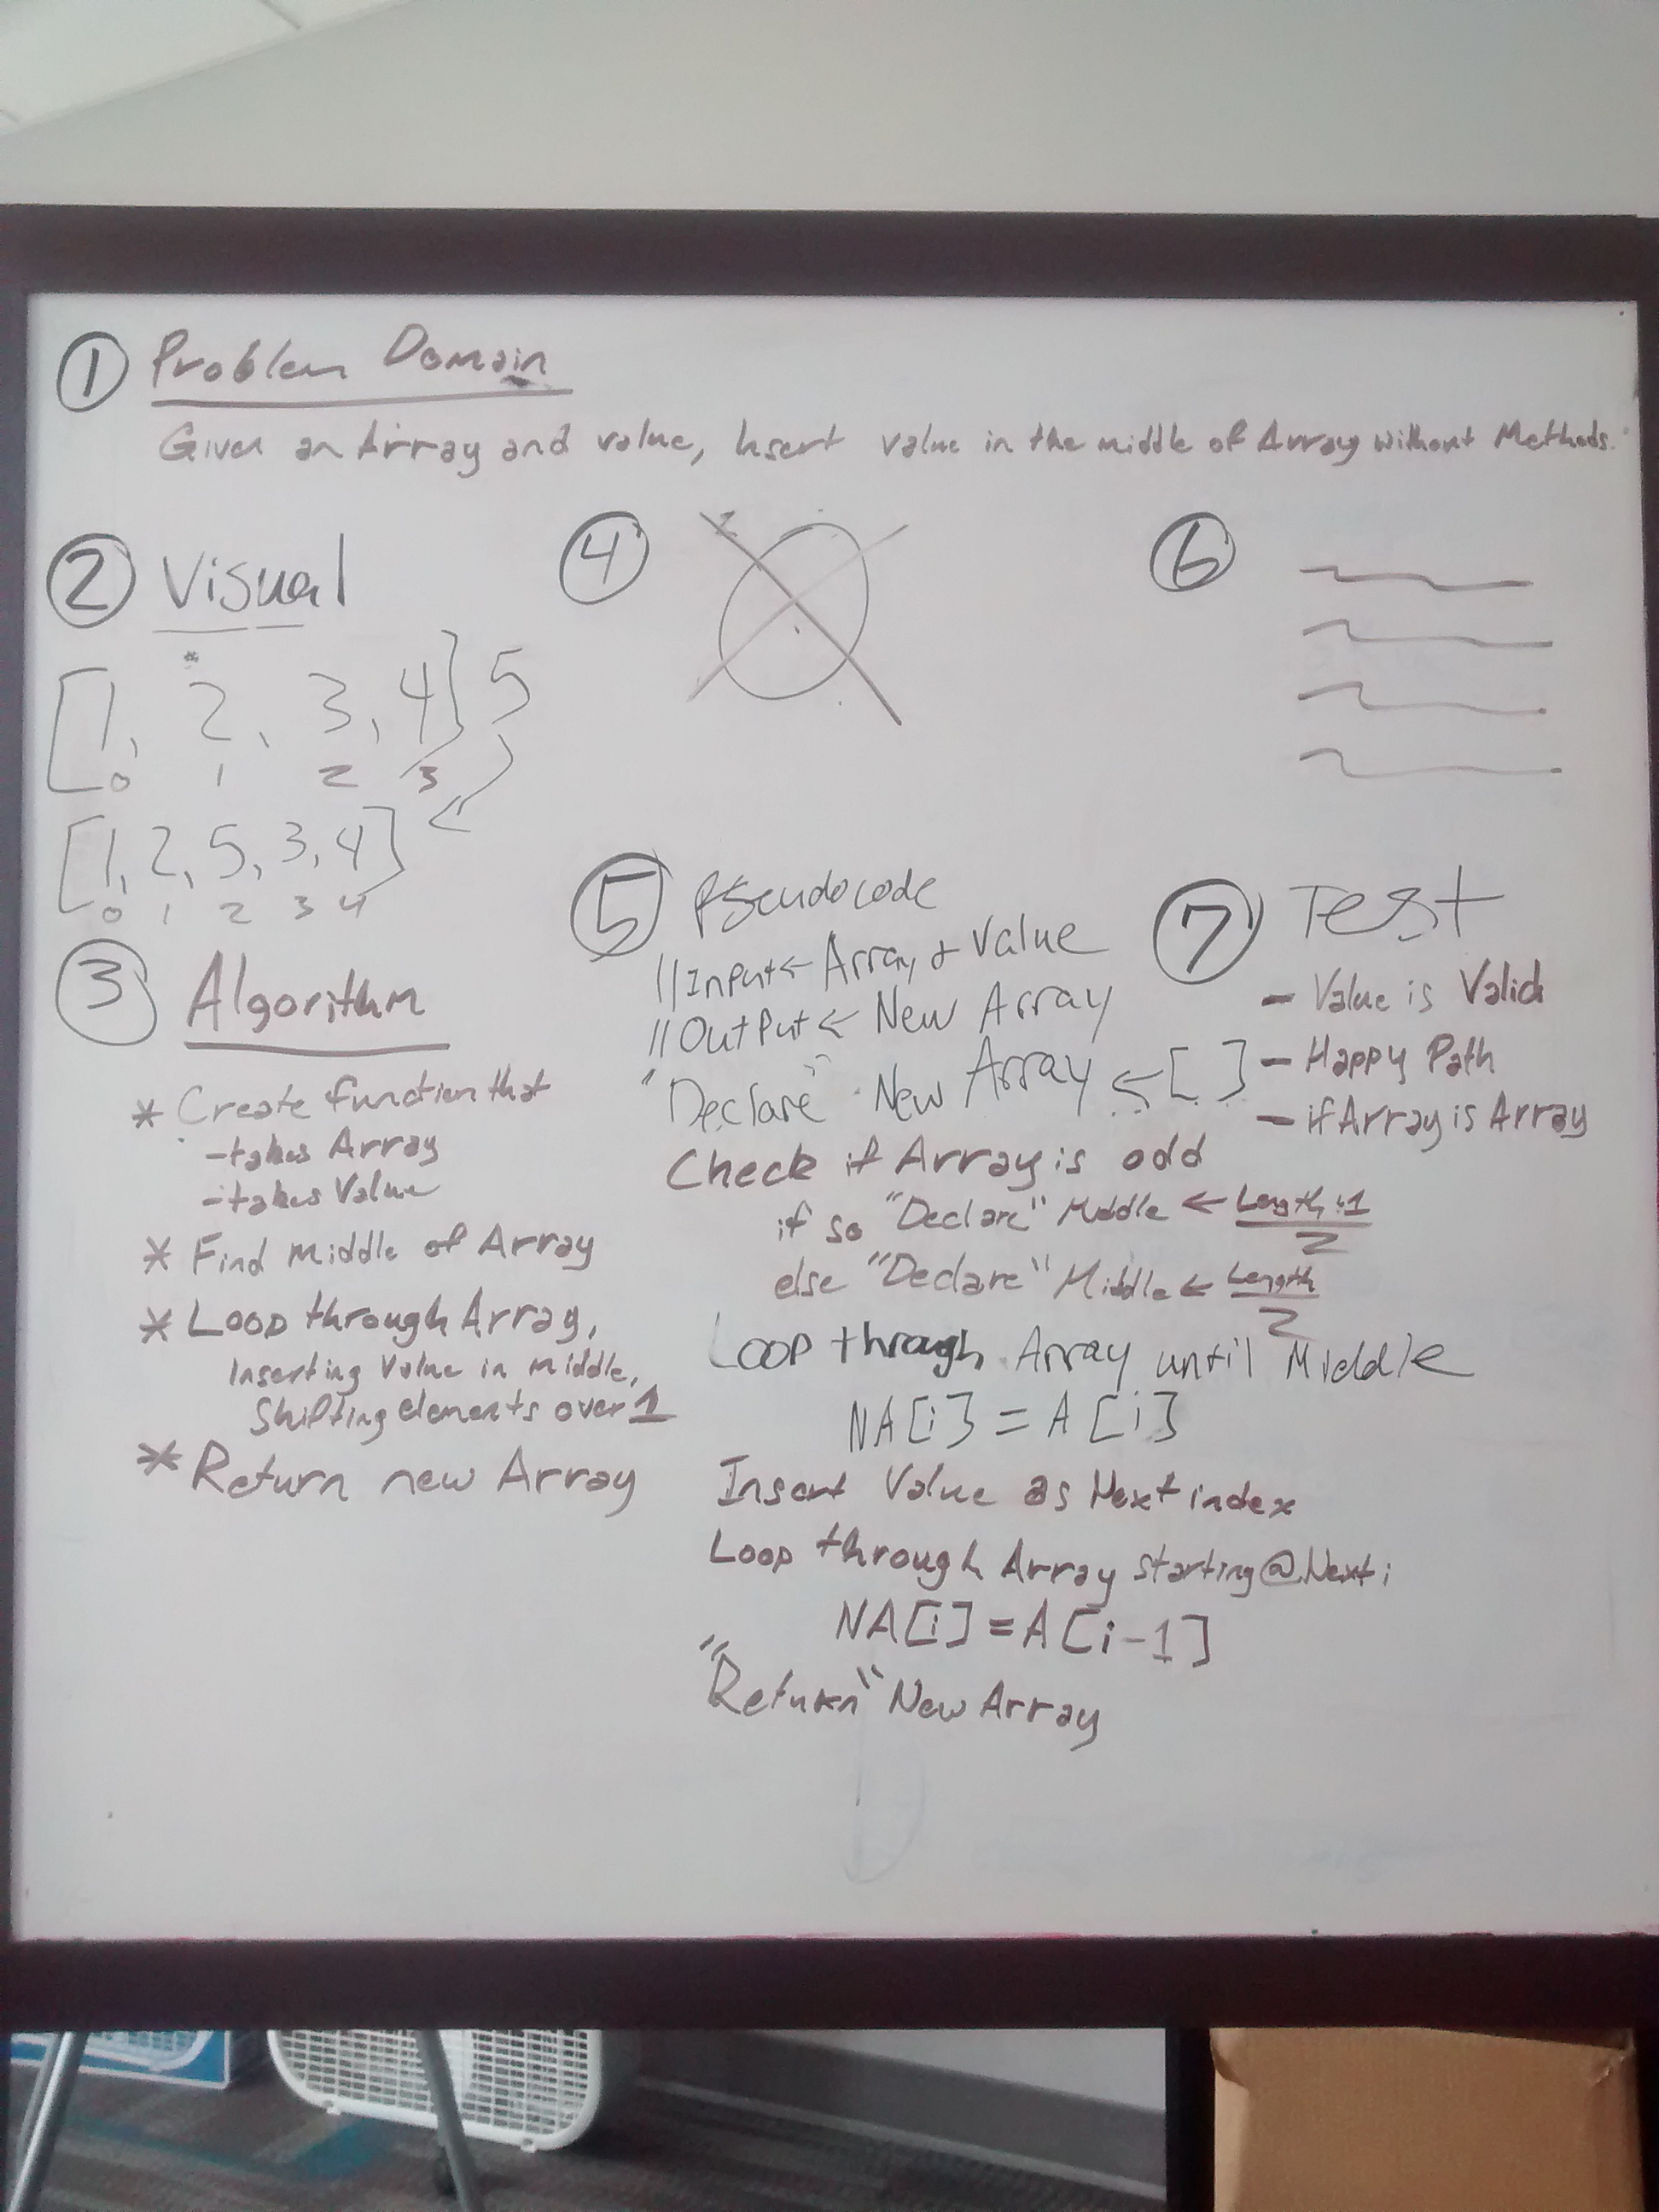 ① Problem Domain
Given an Array and value, Insert value in the middle of Array without Methods.
② Visual
[1, 2, 3, 4] 5
0 1 2 3
[1, 2, 5, 3, 4]
0 1 2 3 4
③ Algorithm
* Create function that
- takes Array
- takes Value
* Find middle of Array
* Loop through Array,
Inserting Value in middle,
Shifting elements over 1
* Return new Array
④
⑤ Pseudocode
//Input ← Array + Value
//OutPut ← New Array
"Declare" New Array ← [ ]
Check if Array is odd
if so "Declare" Middle ← Length+1
2
else "Declare" Middle ← Length
2
Loop through Array until Middle
NA[i] = A[i]
Insert Value as Next index
Loop through Array starting @ Next i
NA[i] = A[i-1]
"Return" New Array
⑥
⑦ Test
- Value is Valid
- Happy Path
- if Array is Array